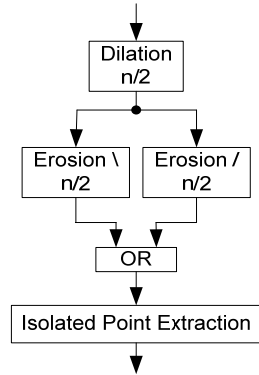 Dilation
n/2
Erosion \ Erosion /
n/2 n/2
OR
Isolated Point Extraction